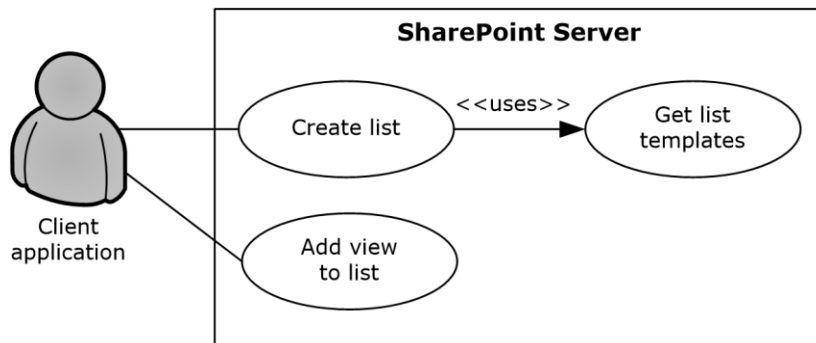 SharePoint Server
Create list
<<uses>>
Get list
templates
Client
application
Add view
to list